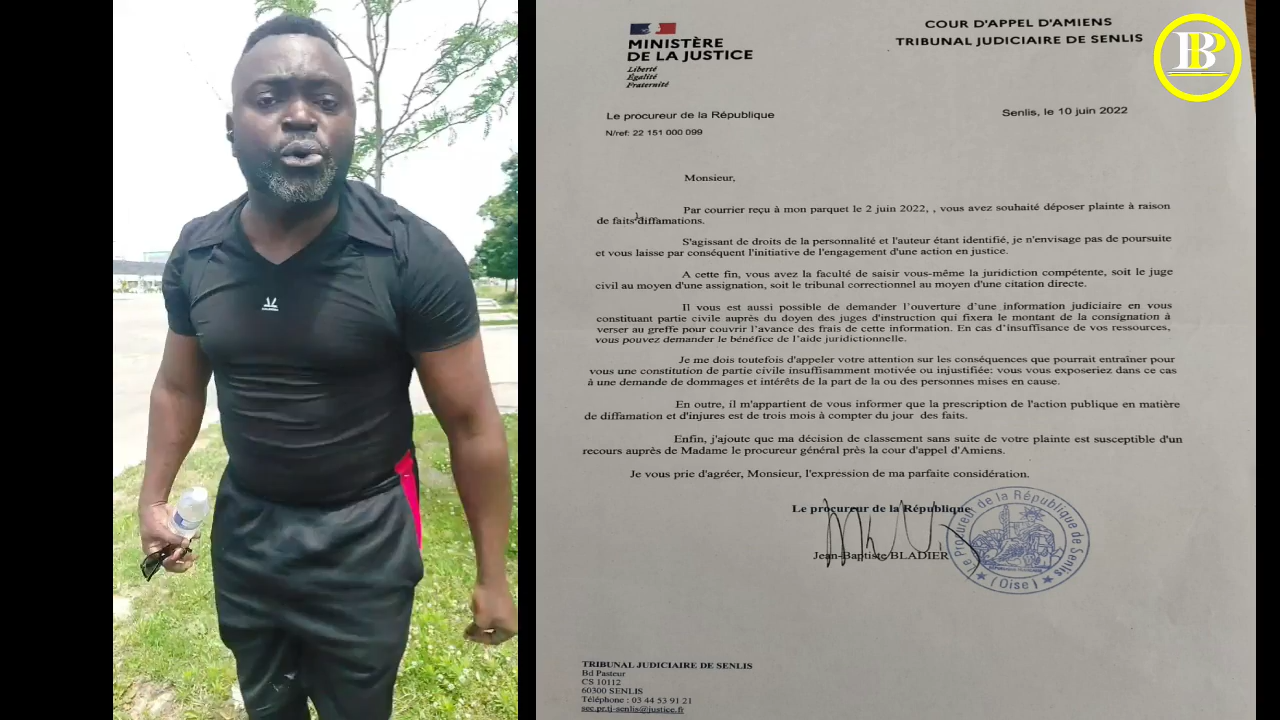 MINISTÈRE
DE LA JUSTICE
Liberté
Égalité
Fraternité
COUR D'APPEL D'AMIENS
TRIBUNAL JUDICIAIRE DE SENLIS
BP
Le procureur de la République
N/ref: 22 151 000 099
Senlis, le 10 juin 2022
Monsieur,
Par courrier reçu à mon parquet le 2 juin 2022, , vous avez souhaité déposer plainte à raison
de faits diffamations.
S'agissant de droits de la personnalité et l'auteur étant identifié, je n'envisage pas de poursuite
et vous laisse par conséquent l'initiative de l'engagement d'une action en justice.
A cette fin, vous avez la faculté de saisir vous-même la juridiction compétente, soit le juge
civil au moyen d'une assignation, soit le tribunal correctionnel au moyen d'une citation directe.
Il vous est aussi possible de demander l'ouverture d'une information judiciaire en vous
constituant partie civile auprès du doyen des juges d'instruction qui fixera le montant de la consignation à
verser au greffe pour couvrir l'avance des frais de cette information. En cas d'insuffisance de vos ressources,
vous pouvez demander le bénéfice de l'aide juridictionnelle.
Je me dois toutefois d'appeler votre attention sur les conséquences que pourrait entraîner pour
vous une constitution de partie civile insuffisamment motivée ou injustifiée: vous vous exposeriez dans ce cas
à une demande de dommages et intérêts de la part de la ou des personnes mises en cause.
En outre, il m'appartient de vous informer que la prescription de l'action publique en matière
de diffamation et d'injures est de trois mois à compter du jour des faits.
Enfin, j'ajoute que ma décision de classement sans suite de votre plainte est susceptible d'un
recours auprès de Madame le procureur général près la cour d'appel d'Amiens.
Je vous prie d'agréer, Monsieur, l'expression de ma parfaite considération.
Le procureur de la République
Jean-Baptiste BLADIER
Le Procureur de la République de Senlis
(Oise)
TRIBUNAL JUDICIAIRE DE SENLIS
Bd Pasteur
CS 10112
60300 SENLIS
Téléphone : 03 44 53 91 21
sec.pr.tj-senlis@justice.fr